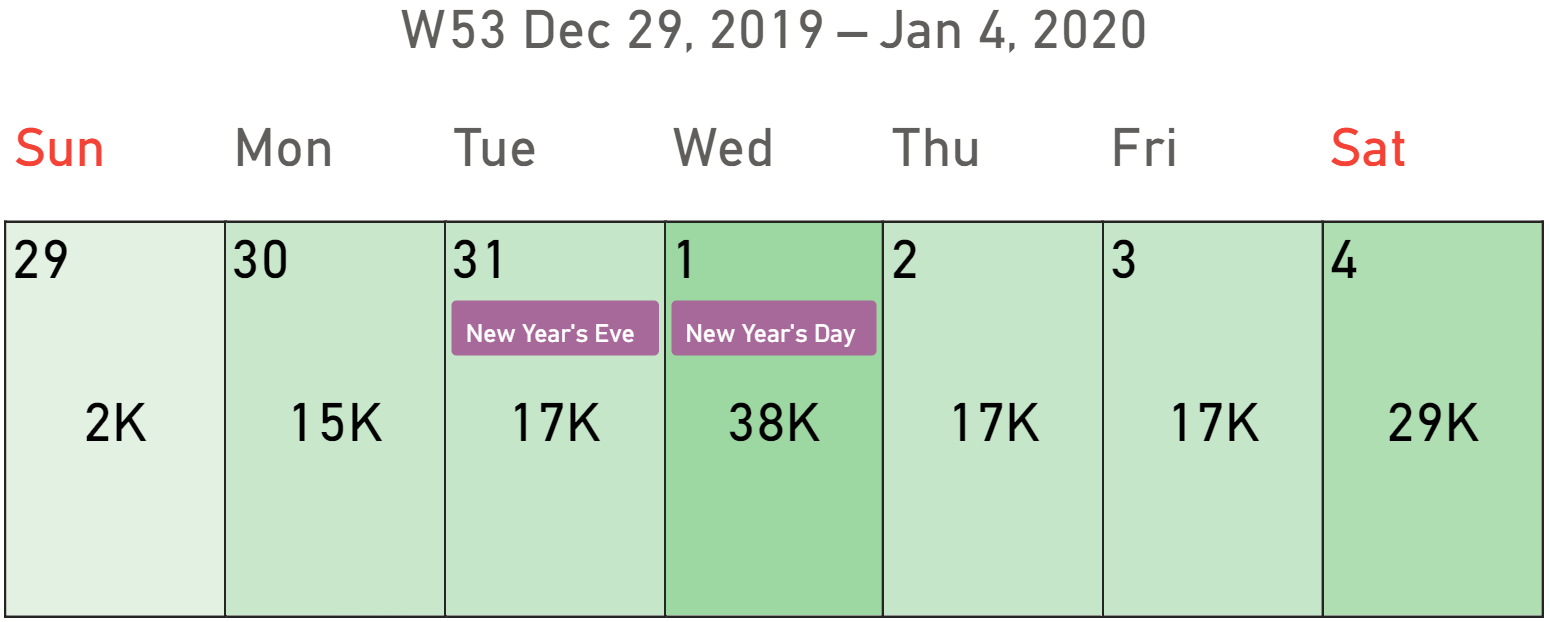 W53 Dec 29, 2019 – Jan 4, 2020
Sun Mon Tue Wed Thu Fri Sat
29 30 31 1 2 3 4
New Year's Eve New Year's Day
2K 15K 17K 38K 17K 17K 29K